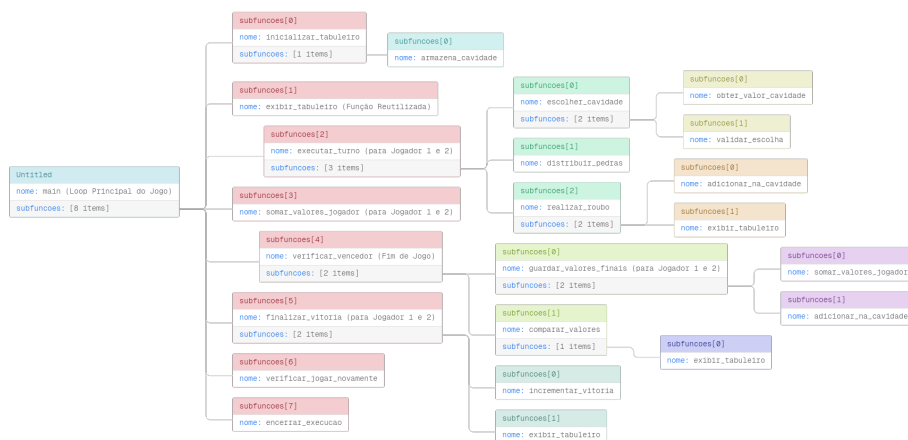 Untitled
nome: main (Loop Principal do Jogo)
subfuncoes: [8 items]
subfuncoes[0]
nome: inicializar_tabuleiro
subfuncoes: [1 items]
subfuncoes[0]
nome: armazena_cavidade
subfuncoes[1]
nome: exibir_tabuleiro (Função Reutilizada)
subfuncoes[2]
nome: executar_turno (para Jogador 1 e 2)
subfuncoes: [3 items]
subfuncoes[0]
nome: escolher_cavidade
subfuncoes: [2 items]
subfuncoes[0]
nome: obter_valor_cavidade
subfuncoes[1]
nome: validar_escolha
subfuncoes[1]
nome: distribuir_pedras
subfuncoes[2]
nome: realizar_roubo
subfuncoes: [2 items]
subfuncoes[0]
nome: adicionar_na_cavidade
subfuncoes[1]
nome: exibir_tabuleiro
subfuncoes[3]
nome: somar_valores_jogador (para Jogador 1 e 2)
subfuncoes[4]
nome: verificar_vencedor (Fim de Jogo)
subfuncoes: [2 items]
subfuncoes[0]
nome: guardar_valores_finais (para Jogador 1 e 2)
subfuncoes: [2 items]
subfuncoes[0]
nome: somar_valores_jogador
subfuncoes[1]
nome: adicionar_na_cavidade
subfuncoes[1]
nome: comparar_valores
subfuncoes: [1 items]
subfuncoes[0]
nome: exibir_tabuleiro
subfuncoes[5]
nome: finalizar_vitoria (para Jogador 1 e 2)
subfuncoes: [2 items]
subfuncoes[0]
nome: incrementar_vitoria
subfuncoes[1]
nome: exibir_tabuleiro
subfuncoes[6]
nome: verificar_jogar_novamente
subfuncoes[7]
nome: encerrar_execucao